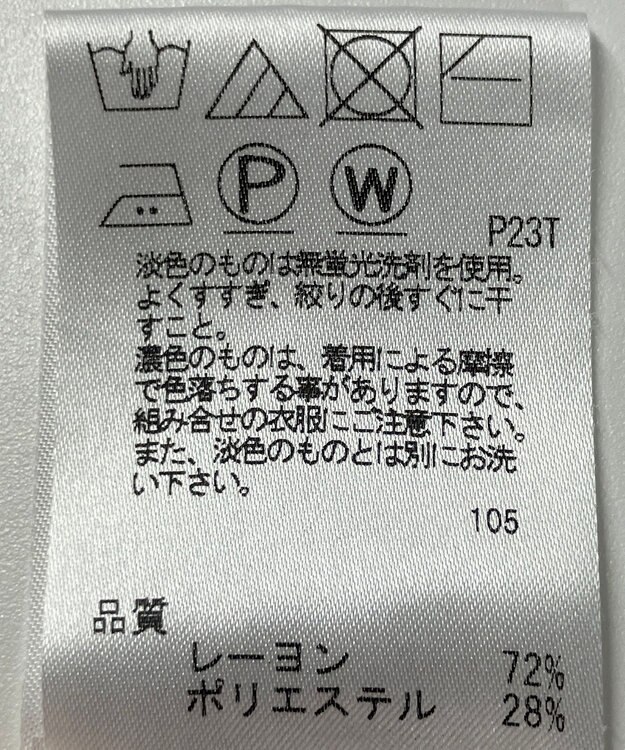 P
W
P23T
淡色のものは無蛍光洗剤を使用。
よくすすぎ、絞りの後すぐに干
すこと。
濃色のものは、着用による摩擦
で色落ちする事がありますので、
組み合せの衣服にご注意下さい。
また、淡色のものとは別にお洗
い下さい。
105
品質
レーヨン 72%
ポリエステル 28%